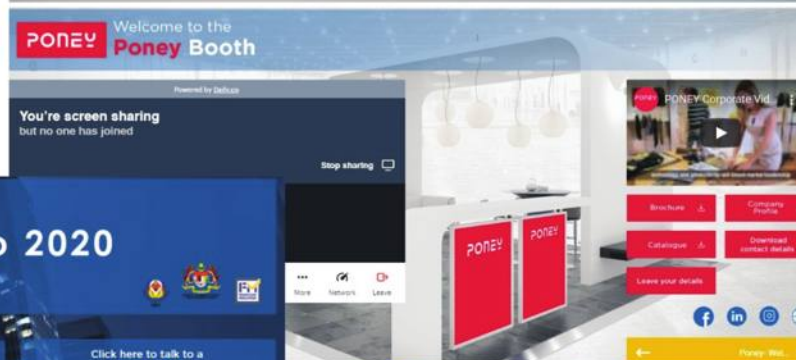 PONEY
Welcome to the
Poney Booth
Powered by Daily.co
You're screen sharing
but no one has joined
Stop sharing
2020
More
Network
Leave
Click here to talk to a
PONEY
PONEY
PONEY Corporate Vid...
Brochure
Company
Profile
Catalogue
Download
contact details
Leave your details
Poney- Wel...